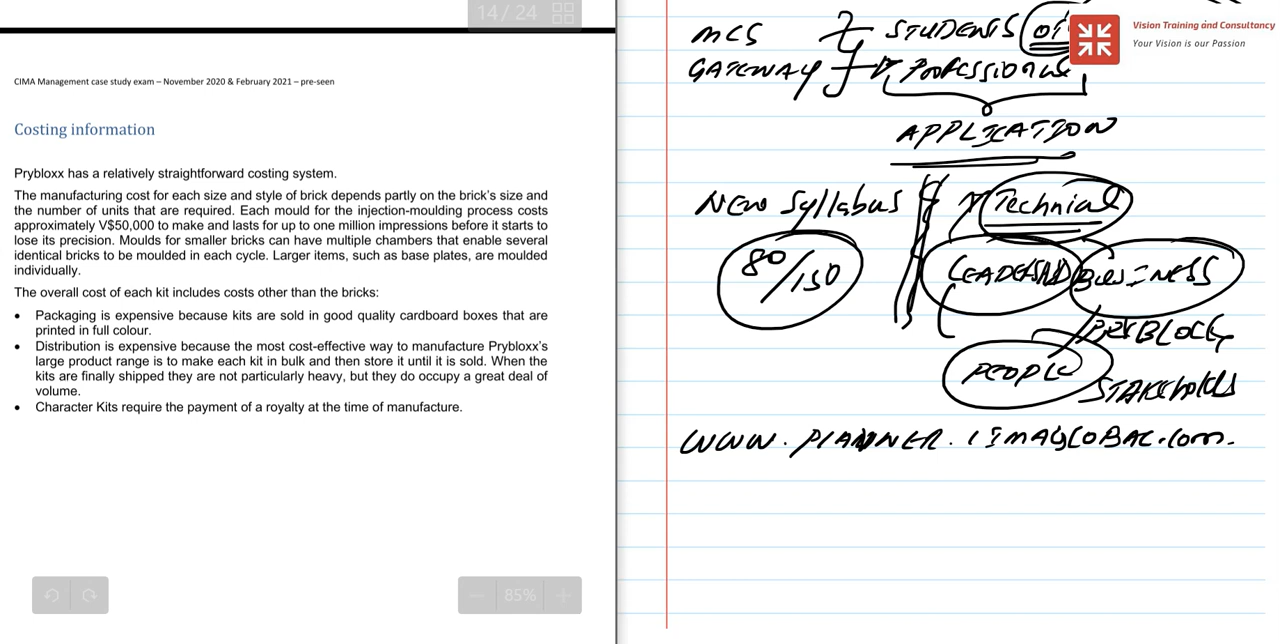 14 / 24
CIMA Management case study exam – November 2020 & February 2021 – pre-seen
Costing information
Prybloxx has a relatively straightforward costing system.
The manufacturing cost for each size and style of brick depends partly on the brick's size and
the number of units that are required. Each mould for the injection-moulding process costs
approximately V$50,000 to make and lasts for up to one million impressions before it starts to
lose its precision. Moulds for smaller bricks can have multiple chambers that enable several
identical bricks to be moulded in each cycle. Larger items, such as base plates, are moulded
individually.
The overall cost of each kit includes costs other than the bricks:
• Packaging is expensive because kits are sold in good quality cardboard boxes that are
printed in full colour.
• Distribution is expensive because the most cost-effective way to manufacture Prybloxx's
large product range is to make each kit in bulk and then store it until it is sold. When the
kits are finally shipped they are not particularly heavy, but they do occupy a great deal of
volume.
• Character Kits require the payment of a royalty at the time of manufacture.
85%
Vision Training and Consultancy
Your Vision is our Passion
MCS STUDENTS
GATEWAY PROFESSIONALS
APPLICATION
NEW Syllabus Technical
80/150 BUSINESS
PEOPLE
WWW.PLANNER.CIMAGLOBAL.com.